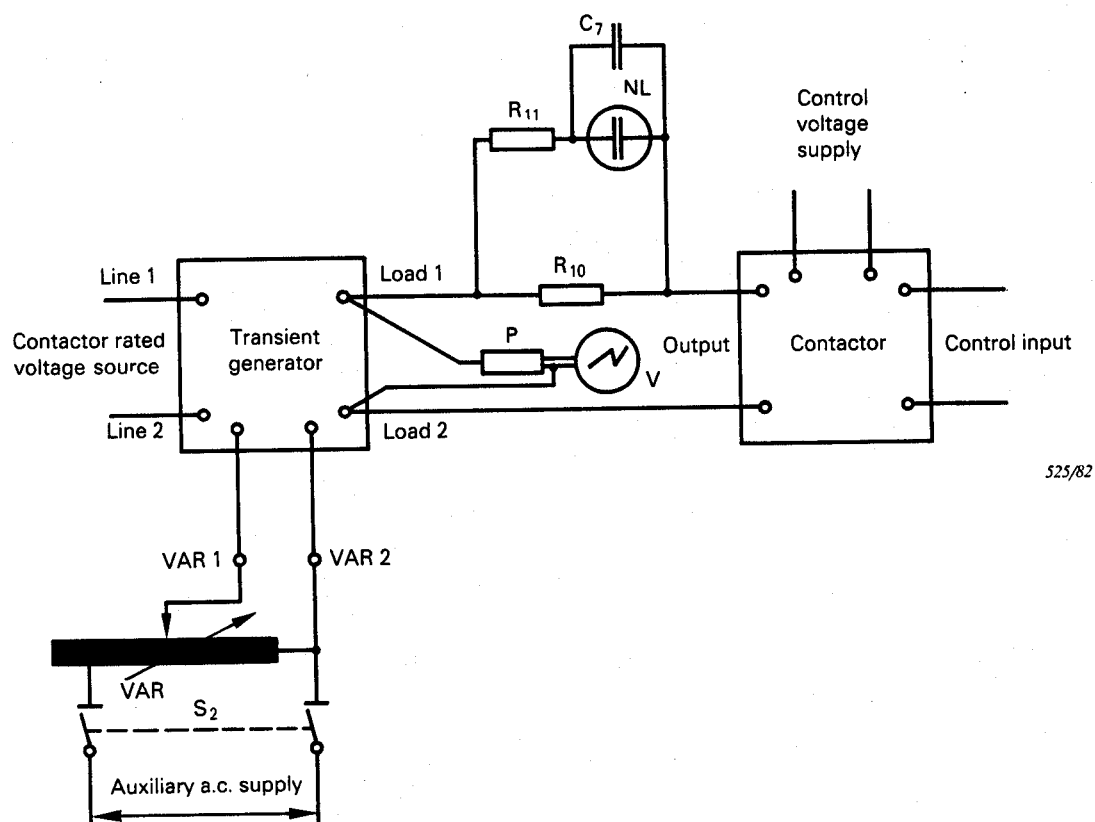 C7
NL
R11
Control
voltage
supply
Line 1
Load 1
R10
Contactor rated
voltage source
Transient
generator
P
V
Output
Contactor
Control input
Line 2
Load 2
525/82
VAR 1
VAR 2
VAR
S2
Auxiliary a.c. supply